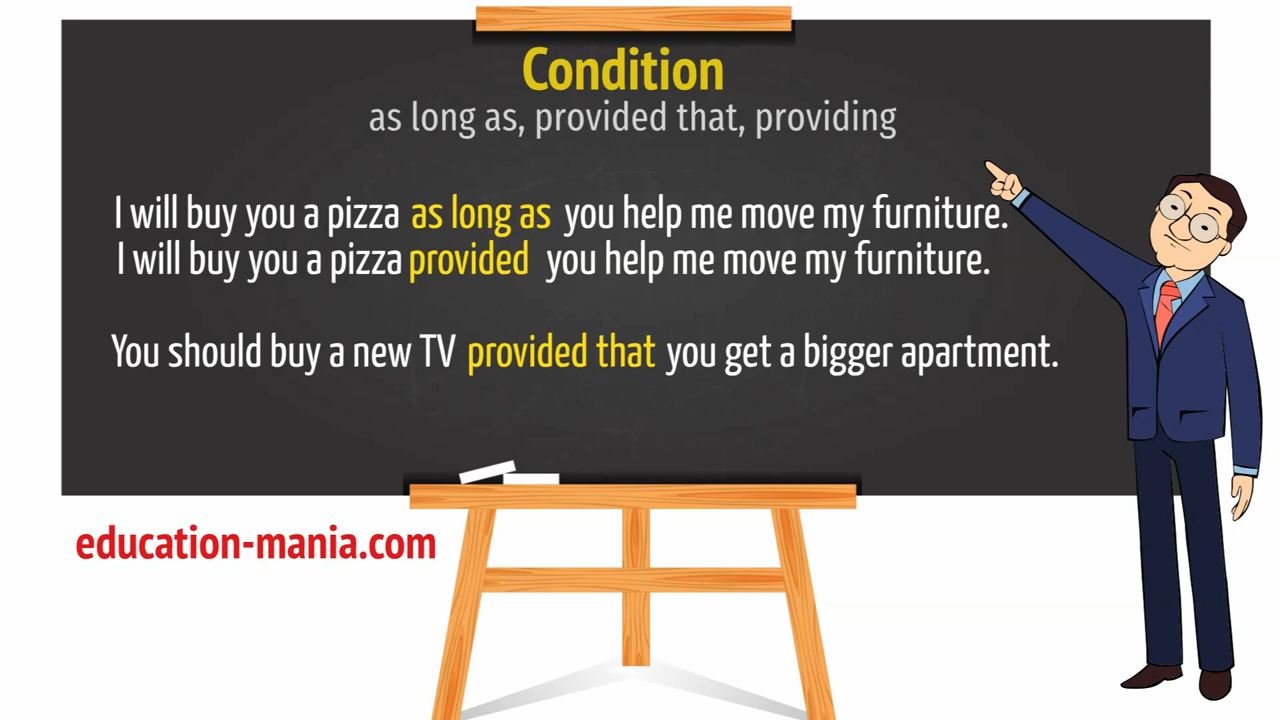 Condition
as long as, provided that, providing
I will buy you a pizza as long as you help me move my furniture.
I will buy you a pizza provided you help me move my furniture.
You should buy a new TV provided that you get a bigger apartment.
education-mania.com